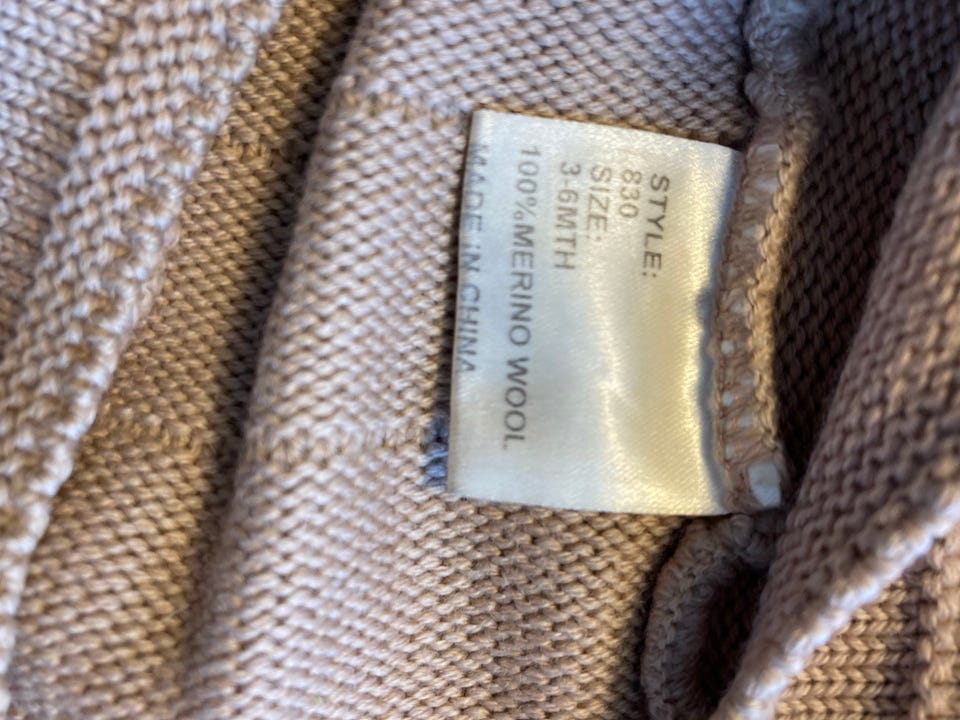 STYLE:
830
SIZE:
3-6MTH
100%MERINO WOOL
MADE IN CHINA